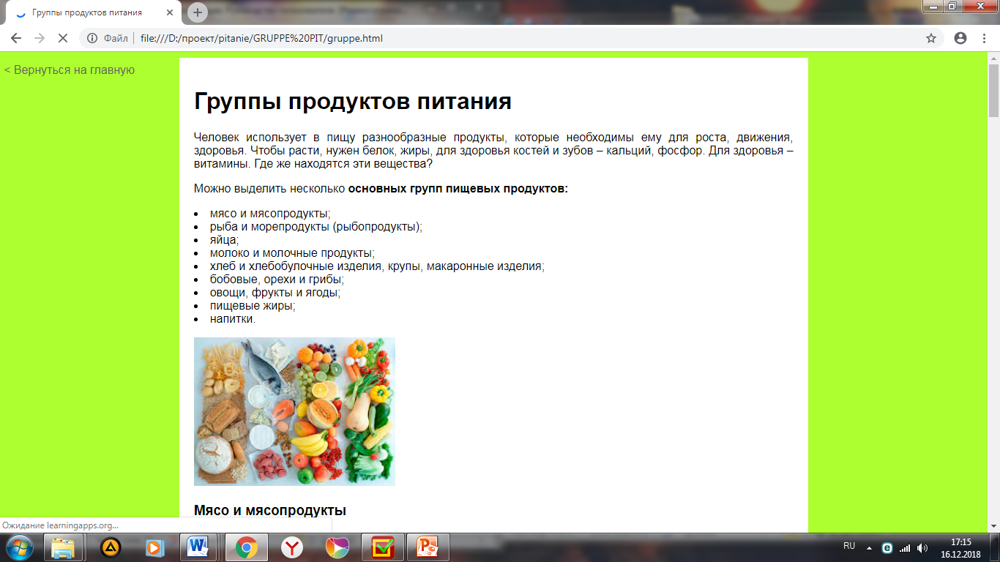 Группы продуктов питания
Файл
file:///D:/проект/pitanie/GRUPPE%20PIT/gruppe.html
< Вернуться на главную
Группы продуктов питания
Человек использует в пищу разнообразные продукты, которые необходимы ему для роста, движения,
здоровья. Чтобы расти, нужен белок, жиры, для здоровья костей и зубов – кальций, фосфор. Для здоровья –
витамины. Где же находятся эти вещества?
Можно выделить несколько основных групп пищевых продуктов:
• мясо и мясопродукты;
• рыба и морепродукты (рыбопродукты);
• яйца;
• молоко и молочные продукты;
• хлеб и хлебобулочные изделия, крупы, макаронные изделия;
• бобовые, орехи и грибы;
• овощи, фрукты и ягоды;
• пищевые жиры;
• напитки.
Мясо и мясопродукты
Ожидание learningapps.org...
RU
17:15
16.12.2018